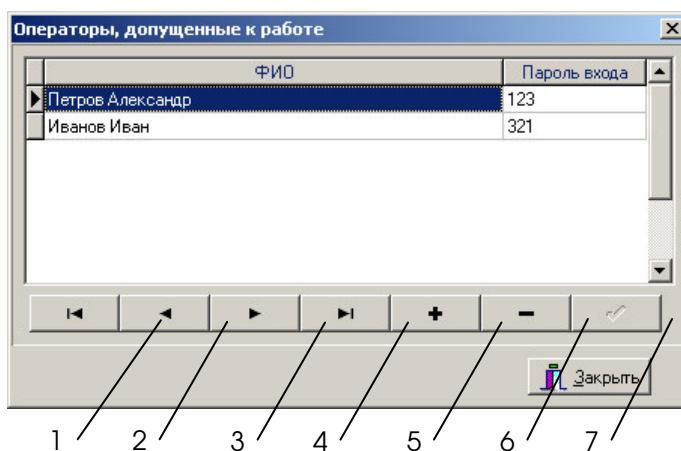 Операторы, допущенные к работе
ФИО Пароль входа
Петров Александр 123
Иванов Иван 321
Закрыть
1 2 3 4 5 6 7